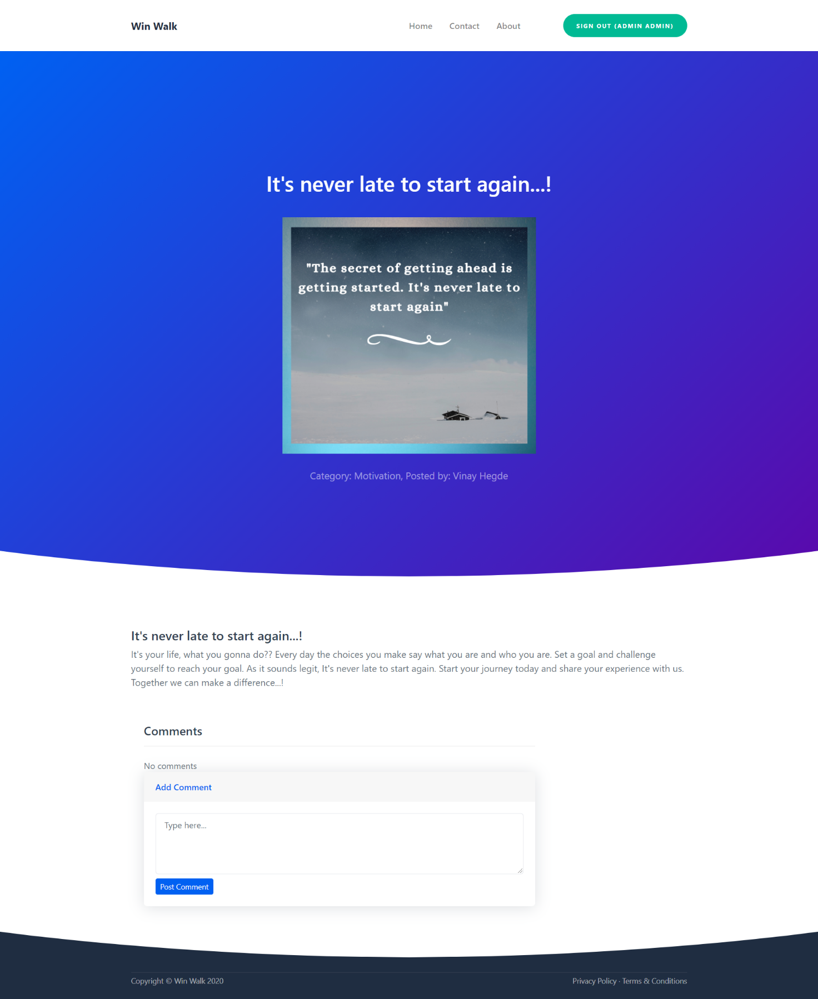 Win Walk
Home
Contact
About
SIGN OUT (ADMIN ADMIN)
It's never late to start again...!
"The secret of getting ahead is
getting started. It's never late to
start again"
Category: Motivation, Posted by: Vinay Hegde
It's never late to start again...!
It's your life, what you gonna do?? Every day the choices you make say what you are and who you are. Set a goal and challenge
yourself to reach your goal. As it sounds legit, It's never late to start again. Start your journey today and share your experience with us.
Together we can make a difference...!
Comments
No comments
Add Comment
Type here...
Post Comment
Copyright © Win Walk 2020
Privacy Policy · Terms & Conditions